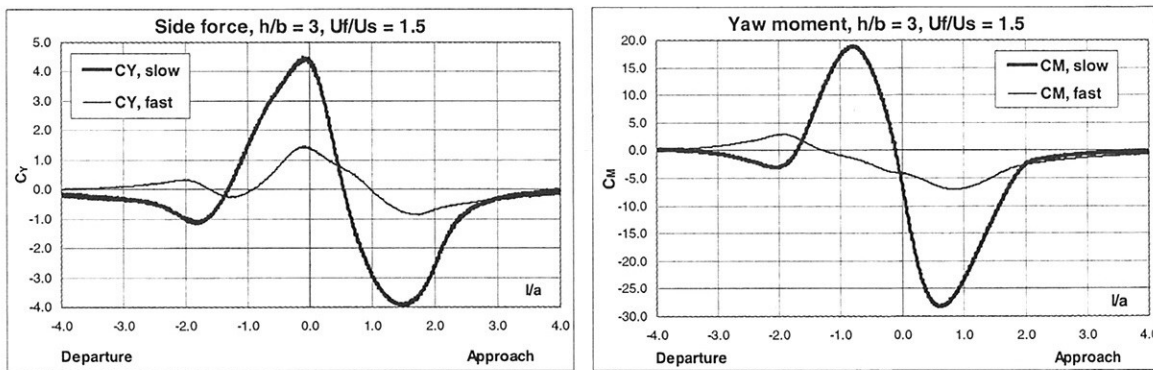 Side force, h/b = 3, Uf/Us = 1.5
5.0
4.0
3.0
2.0
1.0
0.0
-1.0
-2.0
-3.0
-4.0
CY, slow
CY, fast
CY
l/a
-4.0 -3.0 -2.0 -1.0 0.0 1.0 2.0 3.0 4.0
Departure Approach
Yaw moment, h/b = 3, Uf/Us = 1.5
20.0
15.0
10.0
5.0
0.0
-5.0
-10.0
-15.0
-20.0
-25.0
-30.0
CM, slow
CM, fast
CM
l/a
-4.0 -3.0 -2.0 -1.0 0.0 1.0 2.0 3.0 4.0
Departure Approach